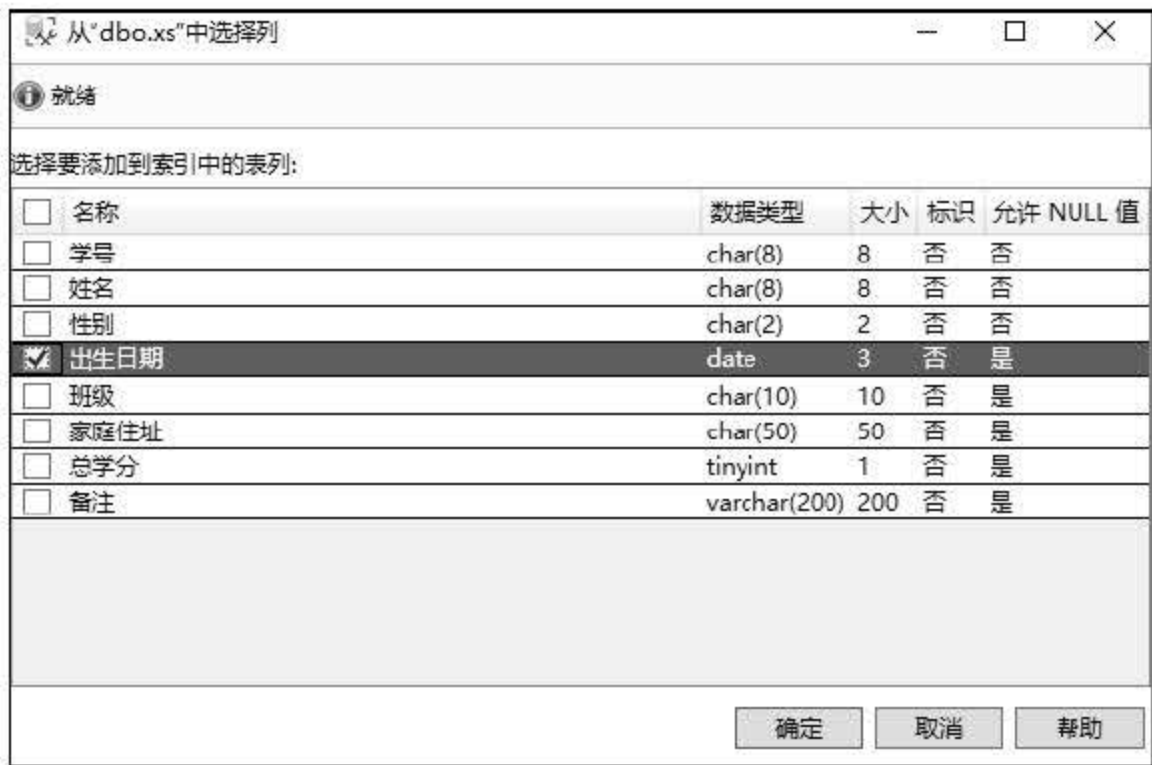 从“dbo.xs”中选择列
就绪
选择要添加到索引中的表列:
名称 数据类型 大小 标识 允许 NULL 值
学号 char(8) 8 否 否
姓名 char(8) 8 否 否
性别 char(2) 2 否 否
出生日期 date 3 否 是
班级 char(10) 10 否 是
家庭住址 char(50) 50 否 是
总学分 tinyint 1 否 是
备注 varchar(200) 200 否 是
确定 取消 帮助